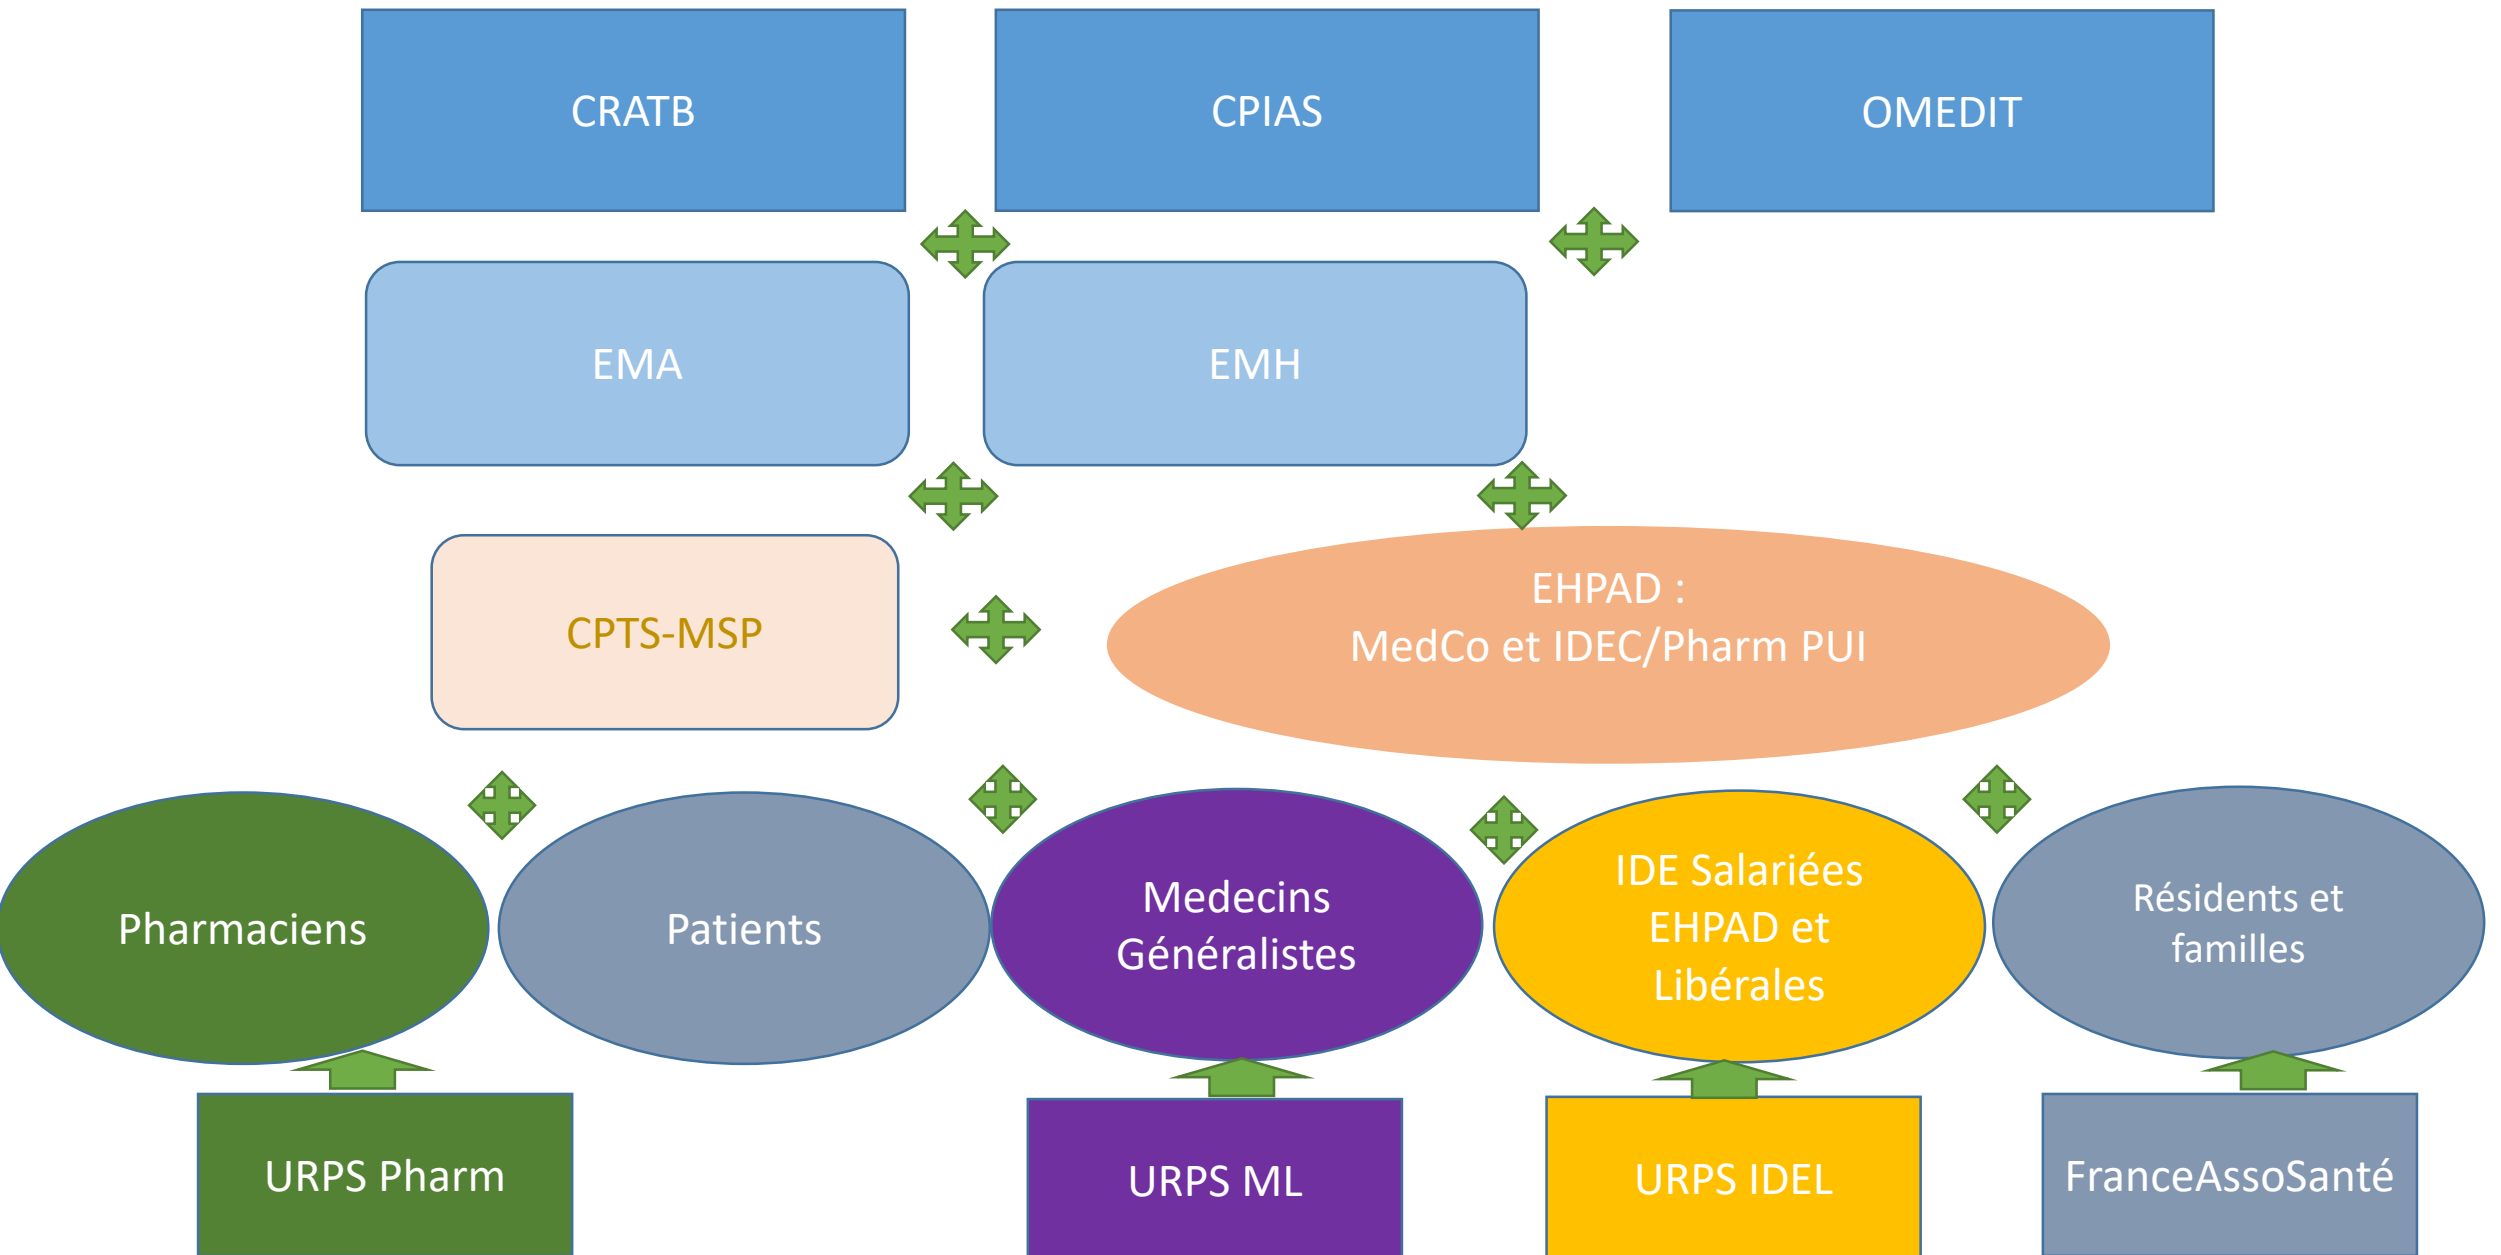 CRATB
CPIAS
OMEDIT
EMA
EMH
CPTS-MSP
EHPAD :
MedCo et IDEC/Pharm PUI
Pharmaciens
Patients
Medecins
Généralistes
IDE Salariées
EHPAD et
Libérales
Résidents et
familles
URPS Pharm
URPS ML
URPS IDEL
FranceAssoSanté